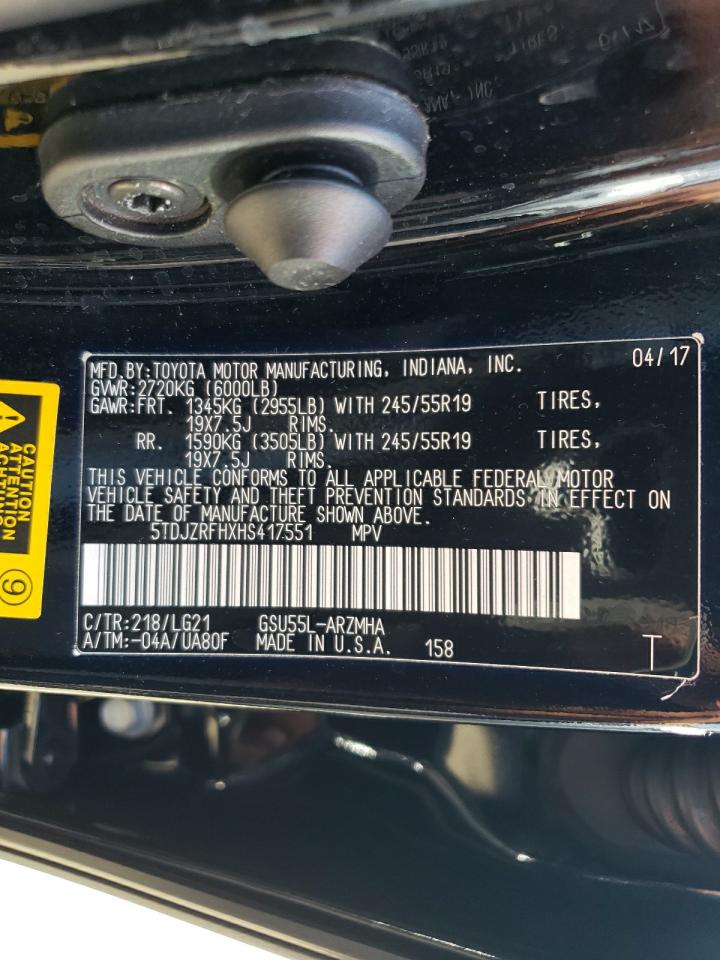 MFD.BY:TOYOTA MOTOR MANUFACTURING, INDIANA, INC. 04/17
GVWR:2720KG (6000LB)
GAWR:FRT. 1345KG (2955LB) WITH 245/55R19 TIRES,
19X7.5J RIMS.
RR. 1590KG (3505LB) WITH 245/55R19 TIRES,
19X7.5J RIMS.
THIS VEHICLE CONFORMS TO ALL APPLICABLE FEDERAL MOTOR
VEHICLE SAFETY AND THEFT PREVENTION STANDARDS IN EFFECT ON
THE DATE OF MANUFACTURE SHOWN ABOVE.
5TDJZRFHXHS417551 MPV
C/TR:218/LG21 GSU55L-ARZMHA
A/TM:-04A/UA80F MADE IN U.S.A. 158 T
CAUTION
ATTENTION
ACHTUNG
9